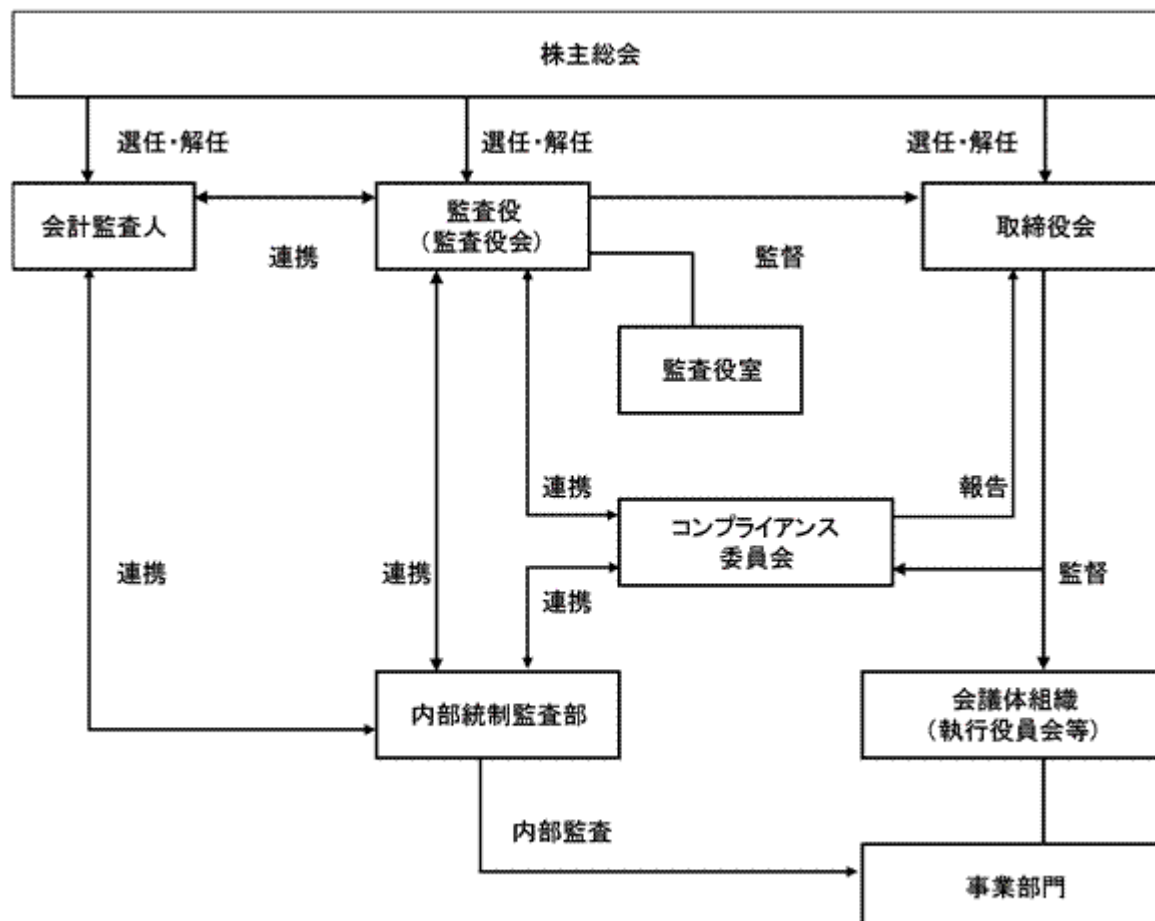 株主総会
選任・解任
選任・解任
選任・解任
会計監査人
監査役
(監査役会)
取締役会
連携
監督
監査役室
連携
報告
コンプライアンス
委員会
連携
連携
連携
監督
内部統制監査部
会議体組織
(執行役員会等)
内部監査
事業部門